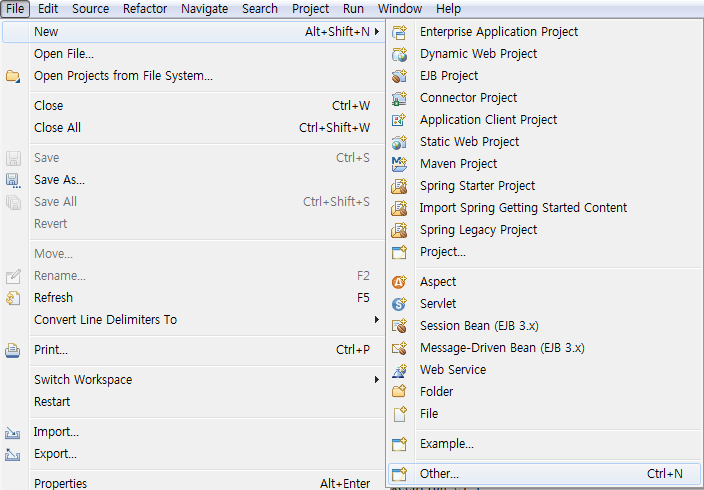 File Edit Source Refactor Navigate Search Project Run Window Help
New Alt+Shift+N
Open File...
Open Projects from File System...
Close Ctrl+W
Close All Ctrl+Shift+W
Save Ctrl+S
Save As...
Save All Ctrl+Shift+S
Revert
Move...
Rename... F2
Refresh F5
Convert Line Delimiters To
Print... Ctrl+P
Switch Workspace
Restart
Import...
Export...
Properties Alt+Enter
Enterprise Application Project
Dynamic Web Project
EJB Project
Connector Project
Application Client Project
Static Web Project
Maven Project
Spring Starter Project
Import Spring Getting Started Content
Spring Legacy Project
Project...
Aspect
Servlet
Session Bean (EJB 3.x)
Message-Driven Bean (EJB 3.x)
Web Service
Folder
File
Example...
Other... Ctrl+N